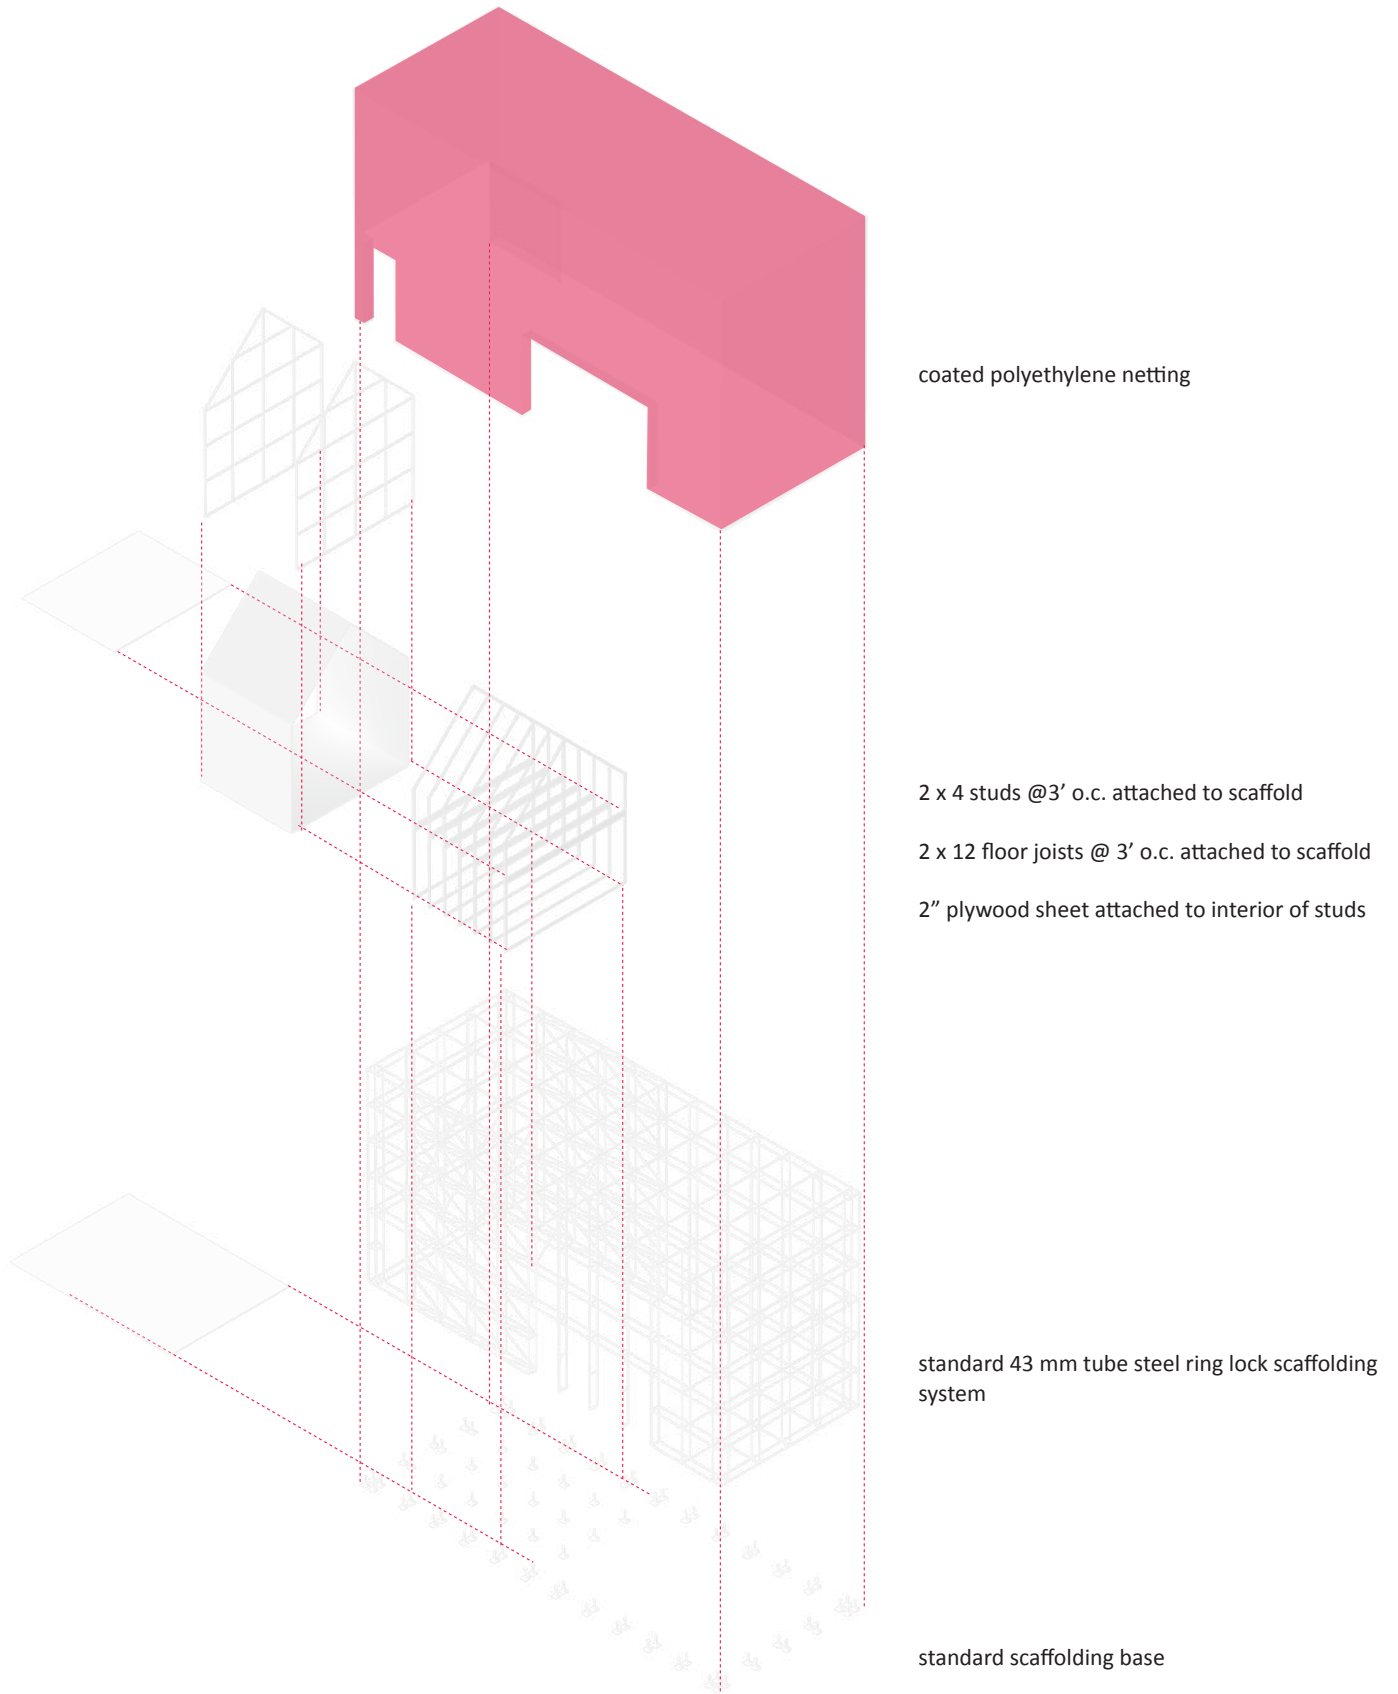 coated polyethylene netting
2 x 4 studs @3’ o.c. attached to scaffold
2 x 12 floor joists @ 3’ o.c. attached to scaffold
2” plywood sheet attached to interior of studs
standard 43 mm tube steel ring lock scaffolding
system
standard scaffolding base